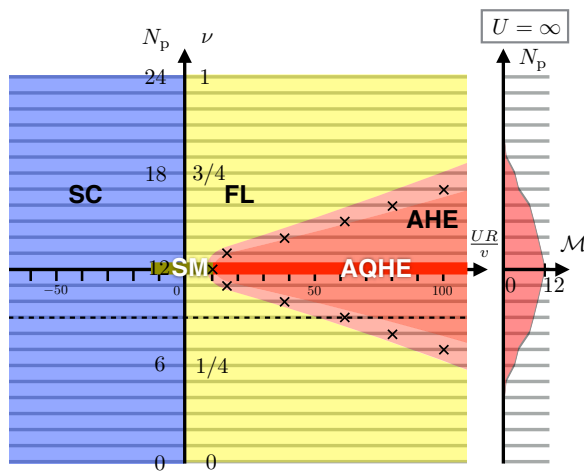 U = ∞
N_p ν N_p
24 1
18 3/4
SC FL AHE
UR/v M
12 SM AQHE
−50 0 50 100 0 12
6 1/4
0 0